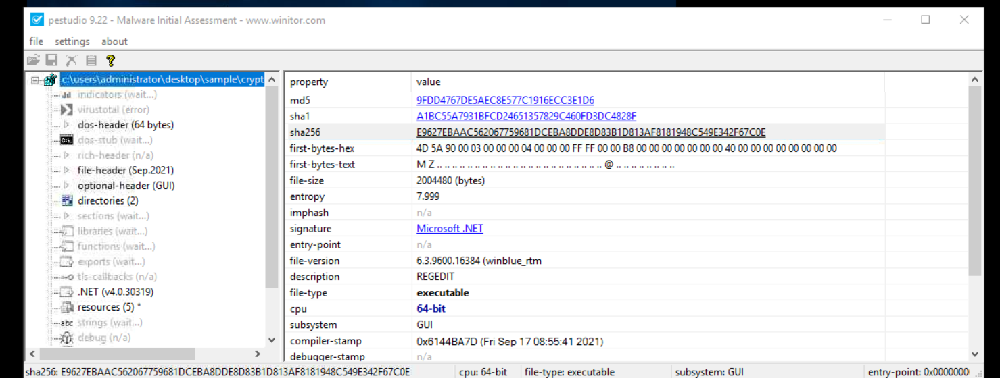 pestudio 9.22 - Malware Initial Assessment - www.winitor.com
file settings about
c:\users\administrator\desktop\sample\crypt
indicators (wait...)
virustotal (error)
dos-header (64 bytes)
dos-stub (wait...)
rich-header (n/a)
file-header (Sep.2021)
optional-header (GUI)
directories (2)
sections (wait...)
libraries (wait...)
functions (wait...)
exports (wait...)
tls-callbacks (n/a)
.NET (v4.0.30319)
resources (5) *
abc strings (wait...)
debug (n/a)
property value
md5 9FDD4767DE5AEC8E577C1916ECC3E1D6
sha1 A1BC55A7931BFCD24651357829C460FD3DC4828F
sha256 E9627EBAAC562067759681DCEBA8DDE8D83B1D813AF8181948C549E342F67C0E
first-bytes-hex 4D 5A 90 00 03 00 00 00 04 00 00 00 FF FF 00 00 B8 00 00 00 00 00 00 00 40 00 00 00 00 00 00 00
first-bytes-text M Z .. .. .. .. .. .. .. .. .. .. .. .. .. .. .. .. .. .. .. .. .. .. @ .. .. .. .. .. .. ..
file-size 2004480 (bytes)
entropy 7.999
imphash n/a
signature Microsoft .NET
entry-point n/a
file-version 6.3.9600.16384 (winblue_rtm
description REGEDIT
file-type executable
cpu 64-bit
subsystem GUI
compiler-stamp 0x6144BA7D (Fri Sep 17 08:55:41 2021)
debugger-stamp n/a
sha256: E9627EBAAC562067759681DCEBA8DDE8D83B1D813AF8181948C549E342F67C0E cpu: 64-bit file-type: executable subsystem: GUI entry-point: 0x0000000